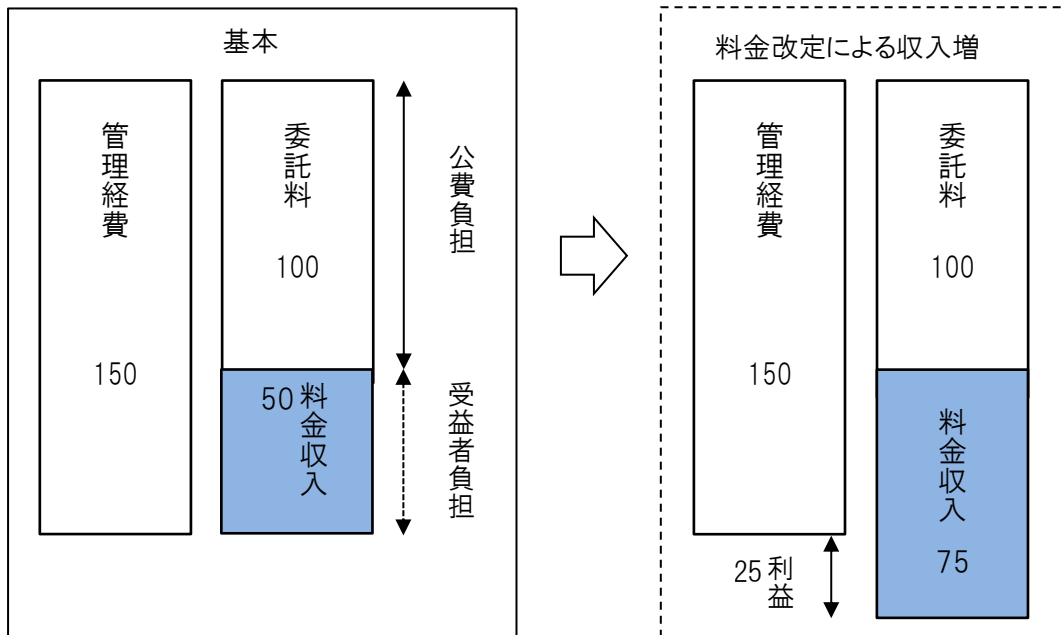 基本
管理経費
150
委託料
100
公費負担
50
料金収入
受益者負担
料金改定による収入増
管理経費
150
委託料
100
料金収入
75
25
利益